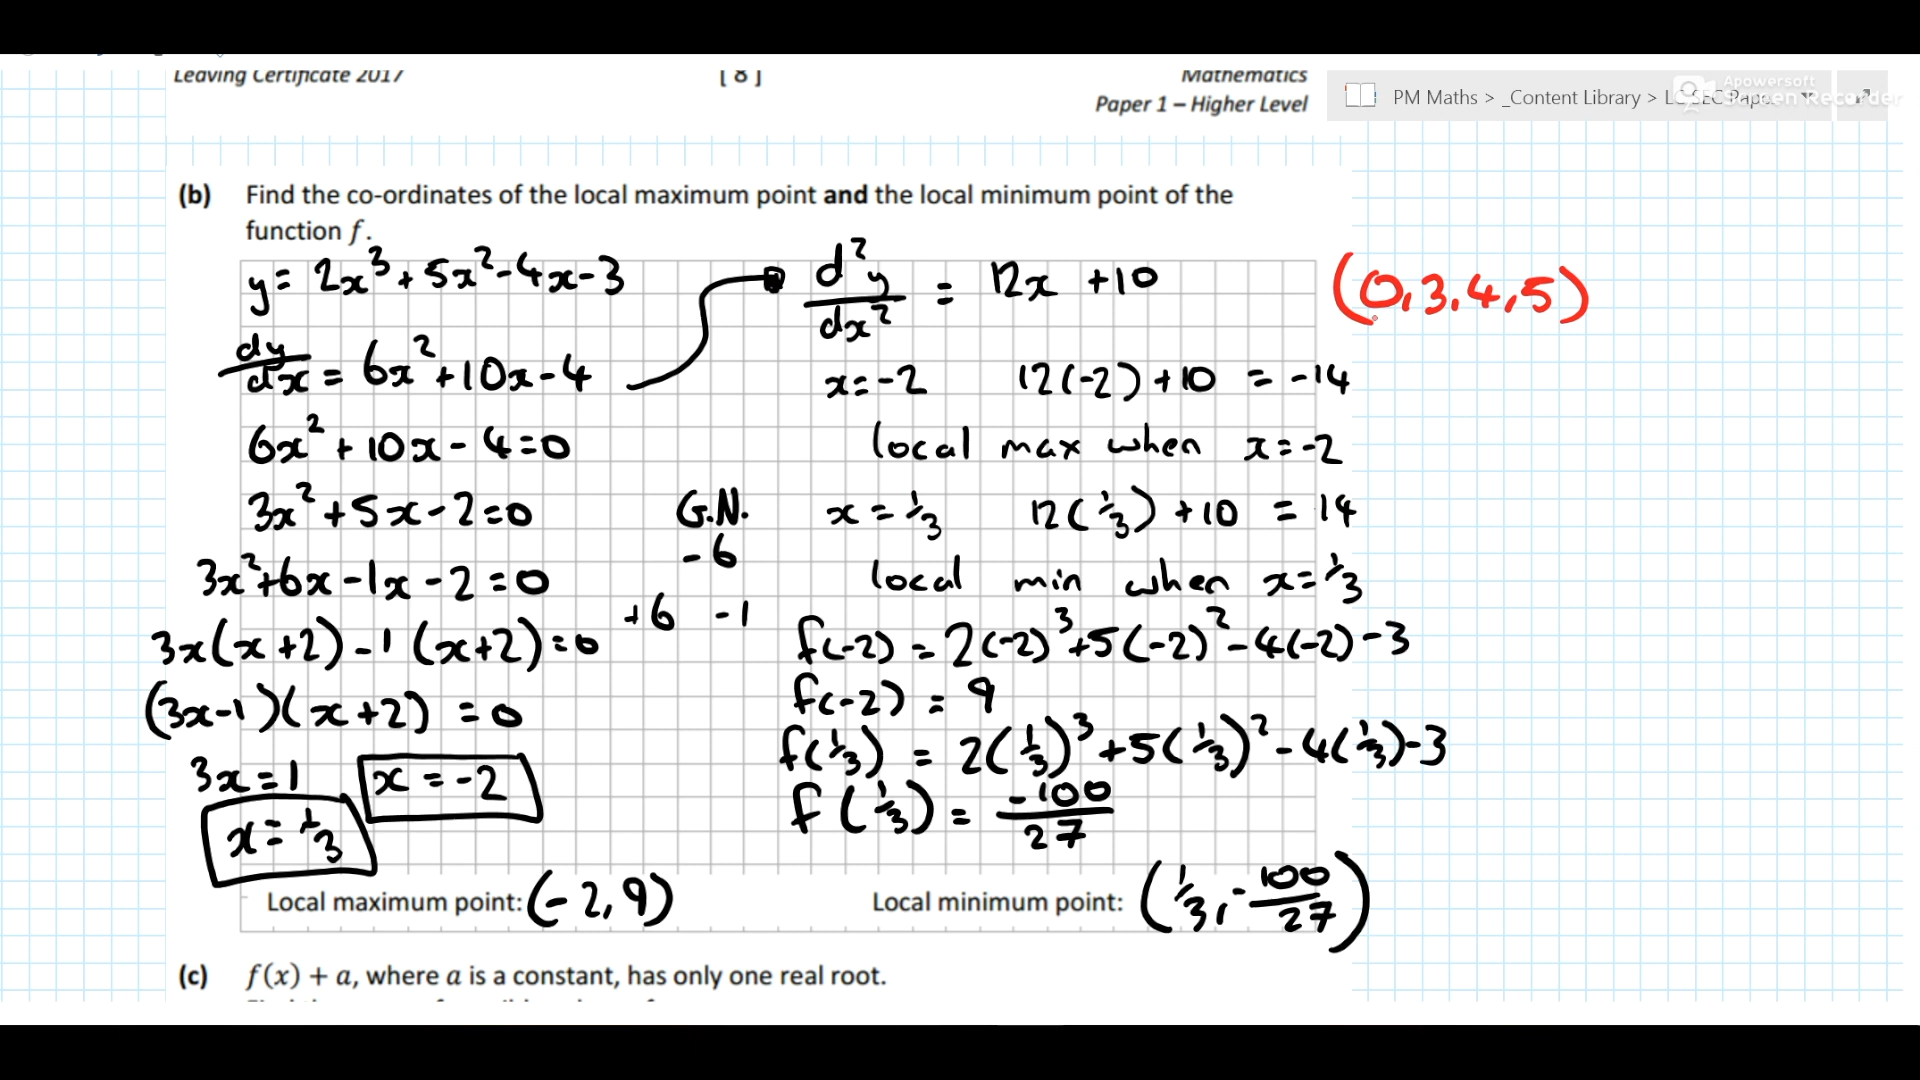 Leaving Certificate 2017 [ 8 ] Mathematics
Paper 1 – Higher Level
PM Maths > _Content Library > LC SEC Pape...
Apowersoft
Screen Recorder
(b) Find the co-ordinates of the local maximum point and the local minimum point of the
function f.
y = 2x³ + 5x² - 4x - 3
dy/dx = 6x² + 10x - 4
6x² + 10x - 4 = 0
3x² + 5x - 2 = 0
G.N.
-6
+6 -1
3x² + 6x - 1x - 2 = 0
3x(x+2) - 1(x+2) = 0
(3x-1)(x+2) = 0
3x = 1
x = -2
x = 1/3
d²y/dx² = 12x + 10
(0,3,4,5)
x = -2 12(-2) + 10 = -14
local max when x = -2
x = 1/3 12(1/3) + 10 = 14
local min when x = 1/3
f(-2) = 2(-2)³ + 5(-2)² - 4(-2) - 3
f(-2) = 9
f(1/3) = 2(1/3)³ + 5(1/3)² - 4(1/3) - 3
f(1/3) = -100/27
Local maximum point: (-2, 9) Local minimum point: (1/3, -100/27)
(c) f(x) + a, where a is a constant, has only one real root.